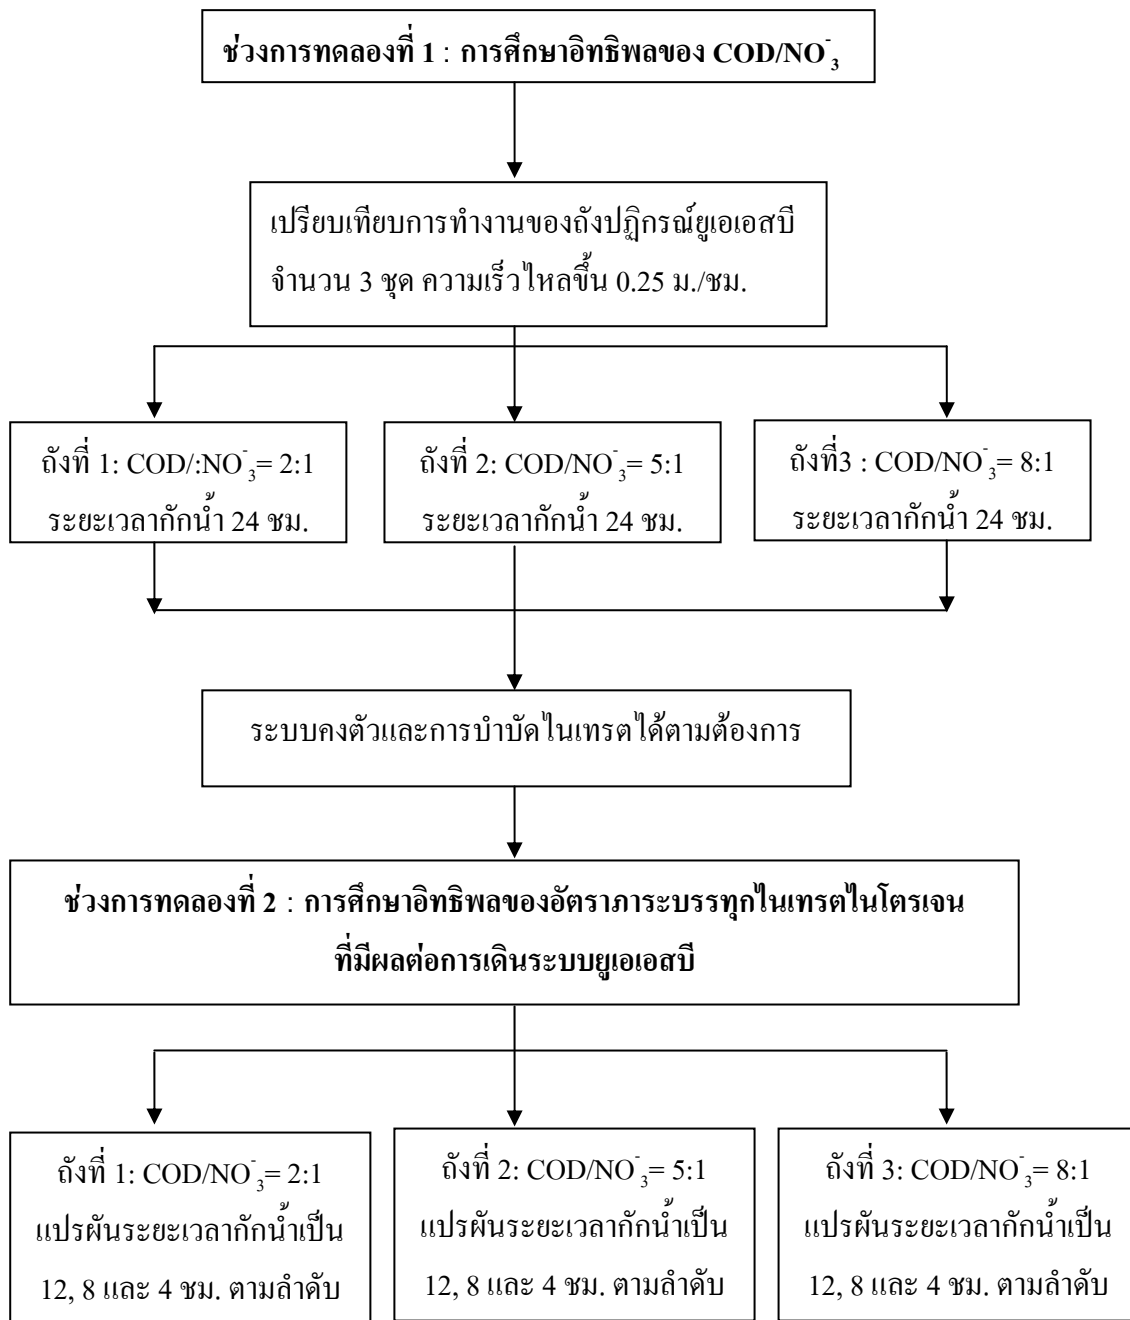 ช่วงการทดลองที่ 1 : การศึกษาอิทธิพลของ COD/NO⁻₃
เปรียบเทียบการทำงานของถังปฏิกรณ์ยูเอเอสบี
จำนวน 3 ชุด ความเร็วไหลขึ้น 0.25 ม./ชม.
ถังที่ 1: COD/:NO⁻₃= 2:1
ระยะเวลากักน้ำ 24 ชม.
ถังที่ 2: COD/NO⁻₃= 5:1
ระยะเวลากักน้ำ 24 ชม.
ถังที่3 : COD/NO⁻₃= 8:1
ระยะเวลากักน้ำ 24 ชม.
ระบบคงตัวและการบำบัดไนเทรตได้ตามต้องการ
ช่วงการทดลองที่ 2 : การศึกษาอิทธิพลของอัตราภาระบรรทุกไนเทรตไนโตรเจน
ที่มีผลต่อการเดินระบบยูเอเอสบี
ถังที่ 1: COD/NO⁻₃= 2:1
แปรผันระยะเวลากักน้ำเป็น
12, 8 และ 4 ชม. ตามลำดับ
ถังที่ 2: COD/NO⁻₃= 5:1
แปรผันระยะเวลากักน้ำเป็น
12, 8 และ 4 ชม. ตามลำดับ
ถังที่ 3: COD/NO⁻₃= 8:1
แปรผันระยะเวลากักน้ำเป็น
12, 8 และ 4 ชม. ตามลำดับ